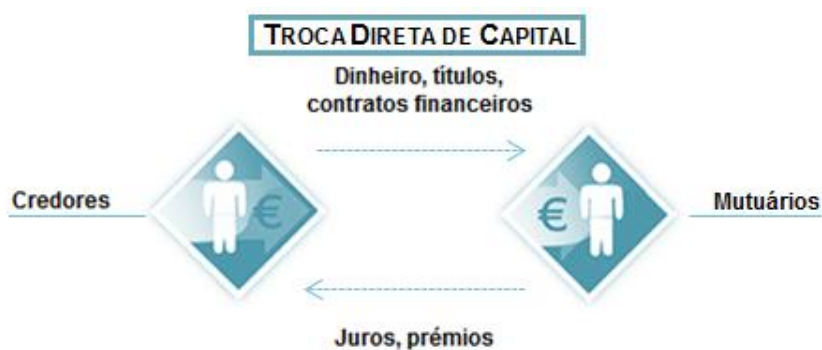 TROCA DIRETA DE CAPITAL
Dinheiro, títulos,
contratos financeiros
Credores
€
€
Mutuários
Juros, prémios